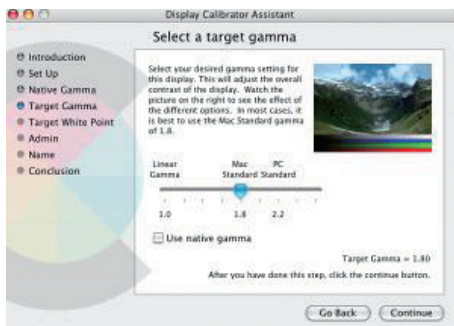 Display Calibrator Assistant
Select a target gamma
Introduction
Set Up
Native Gamma
Target Gamma
Target White Point
Admin
Name
Conclusion
Select your desired gamma setting for
this display. This will adjust the overall
contrast of the display. Watch the
picture on the right to see the effect of
the different options. In most cases, it
is best to use the Mac Standard gamma
of 1.8.
Linear Mac PC
Gamma Standard Standard
1.0 1.8 2.2
Use native gamma
Target Gamma = 1.80
After you have done this step, click the continue button.
Go Back Continue